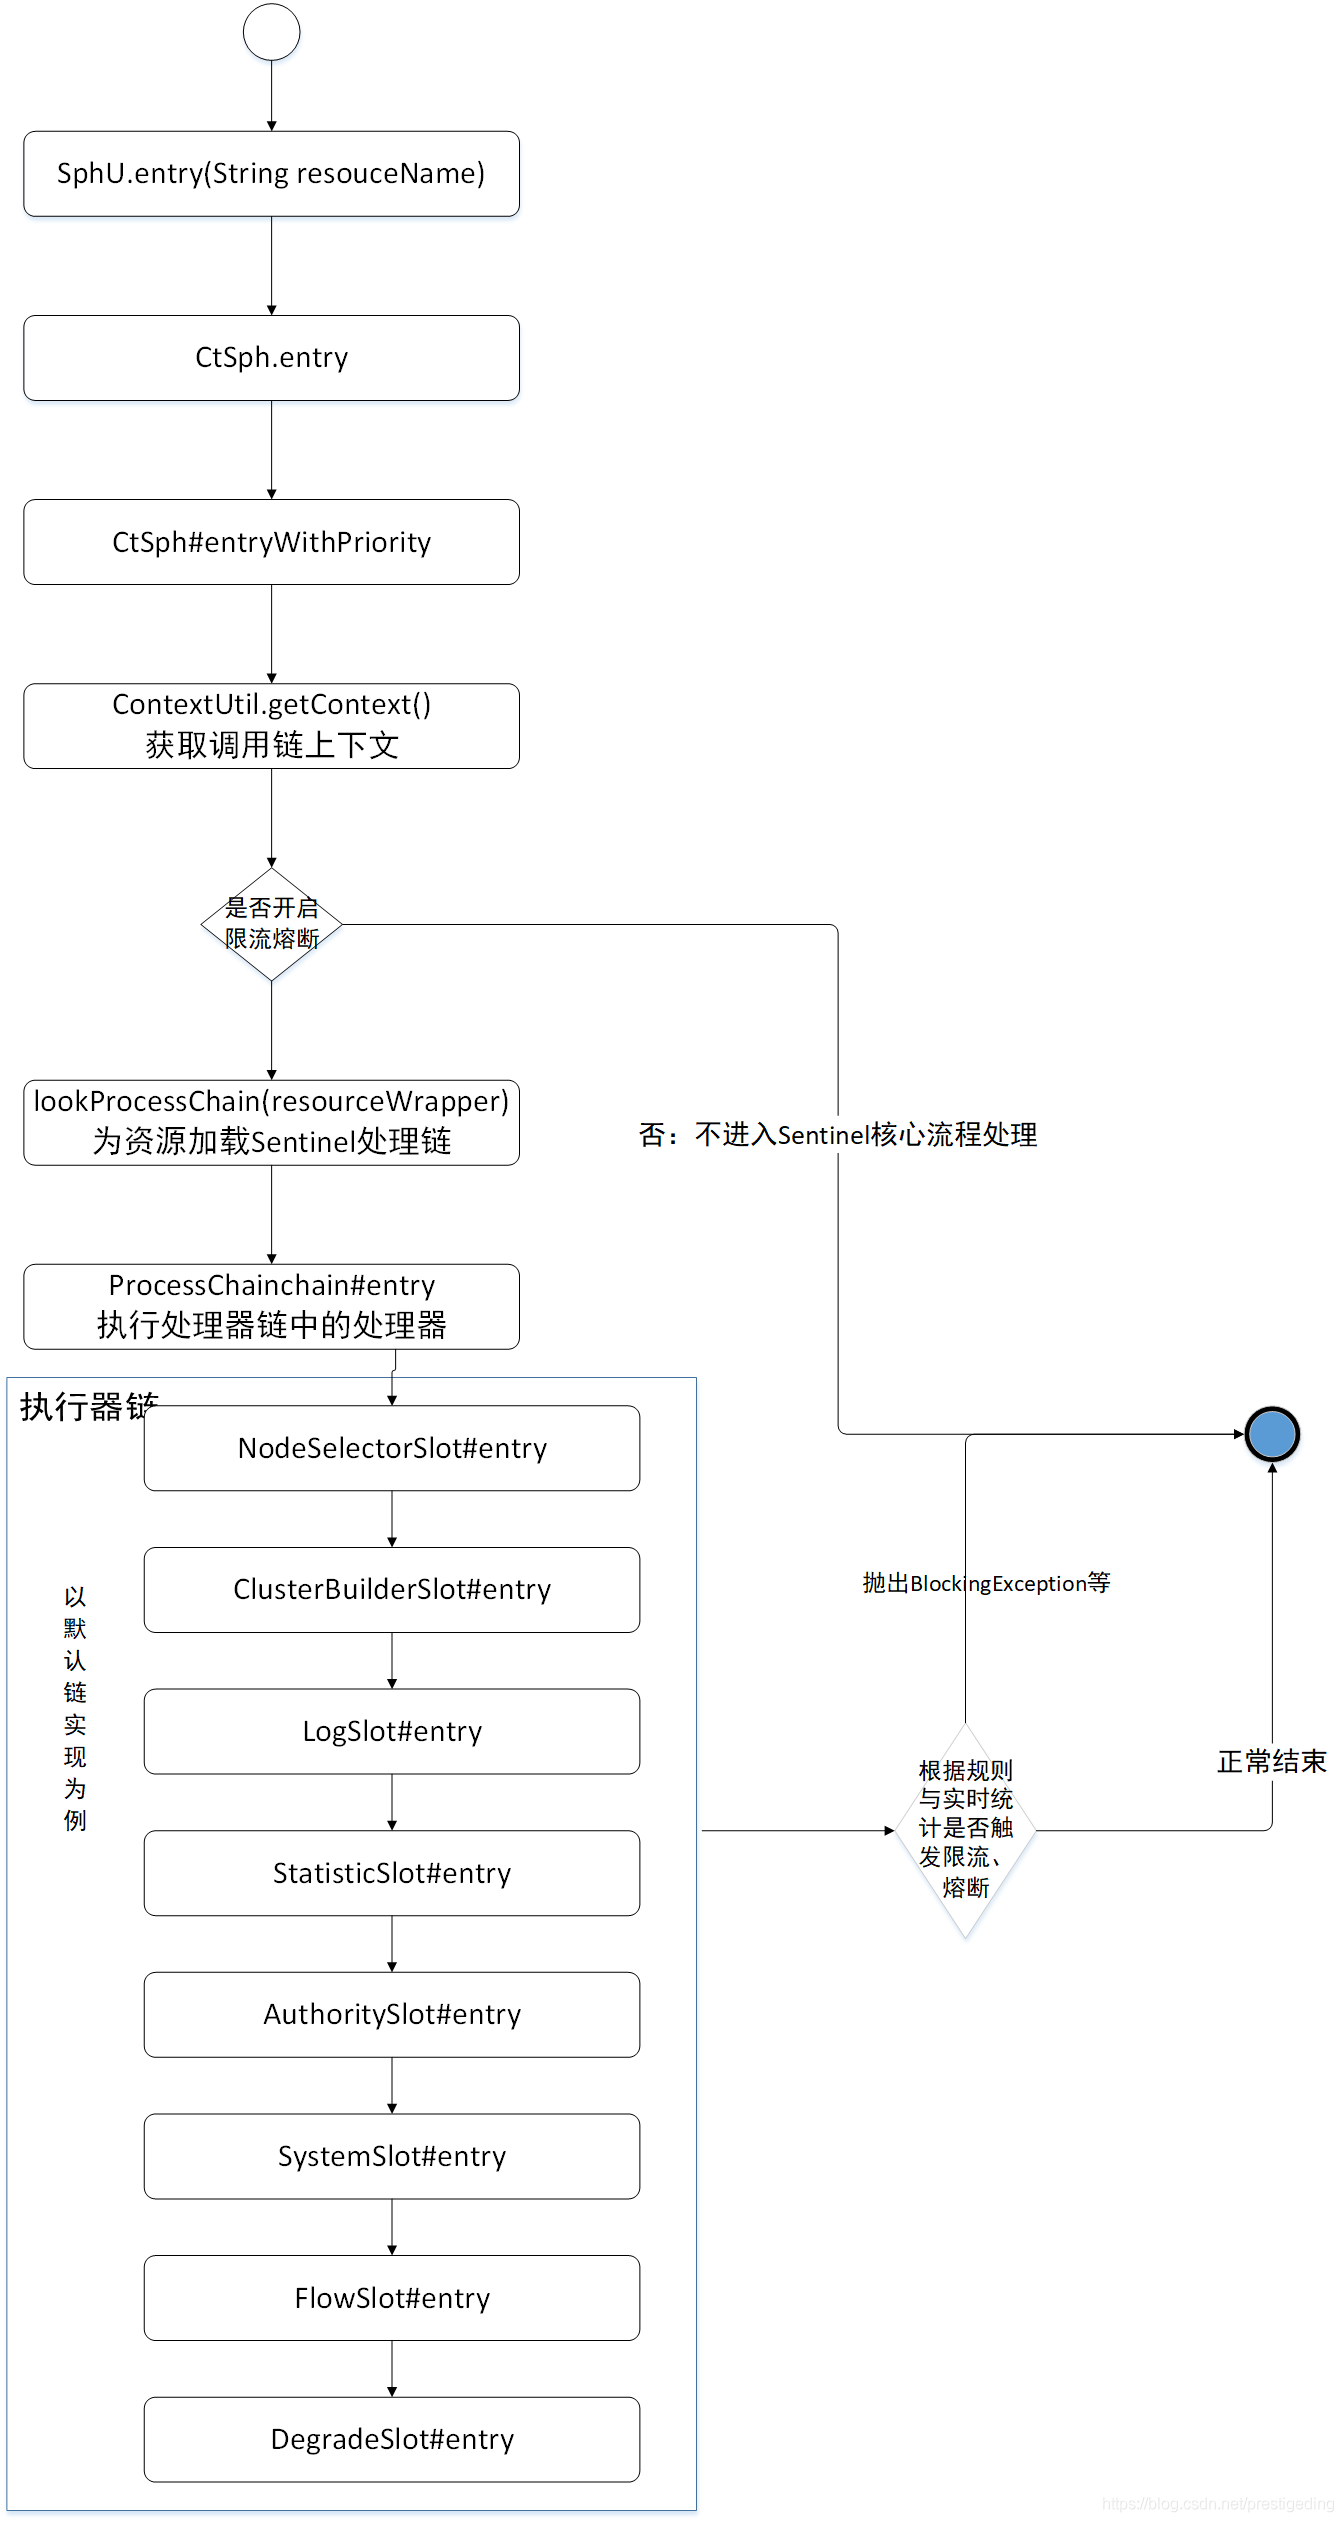 SphU.entry(String resouceName)
CtSph.entry
CtSph#entryWithPriority
ContextUtil.getContext()
获取调用链上下文
是否开启
限流熔断
lookProcessChain(resourceWrapper)
为资源加载Sentinel处理链
否：不进入Sentinel核心流程处理
ProcessChainchain#entry
执行处理器链中的处理器
执行器链
NodeSelectorSlot#entry
ClusterBuilderSlot#entry
LogSlot#entry
StatisticSlot#entry
AuthoritySlot#entry
SystemSlot#entry
FlowSlot#entry
DegradeSlot#entry
以
默
认
链
实
现
为
例
抛出BlockingException等
根据规则
与实时统
计是否触
发限流、
熔断
正常结束
https://blog.csdn.net/prestigeding